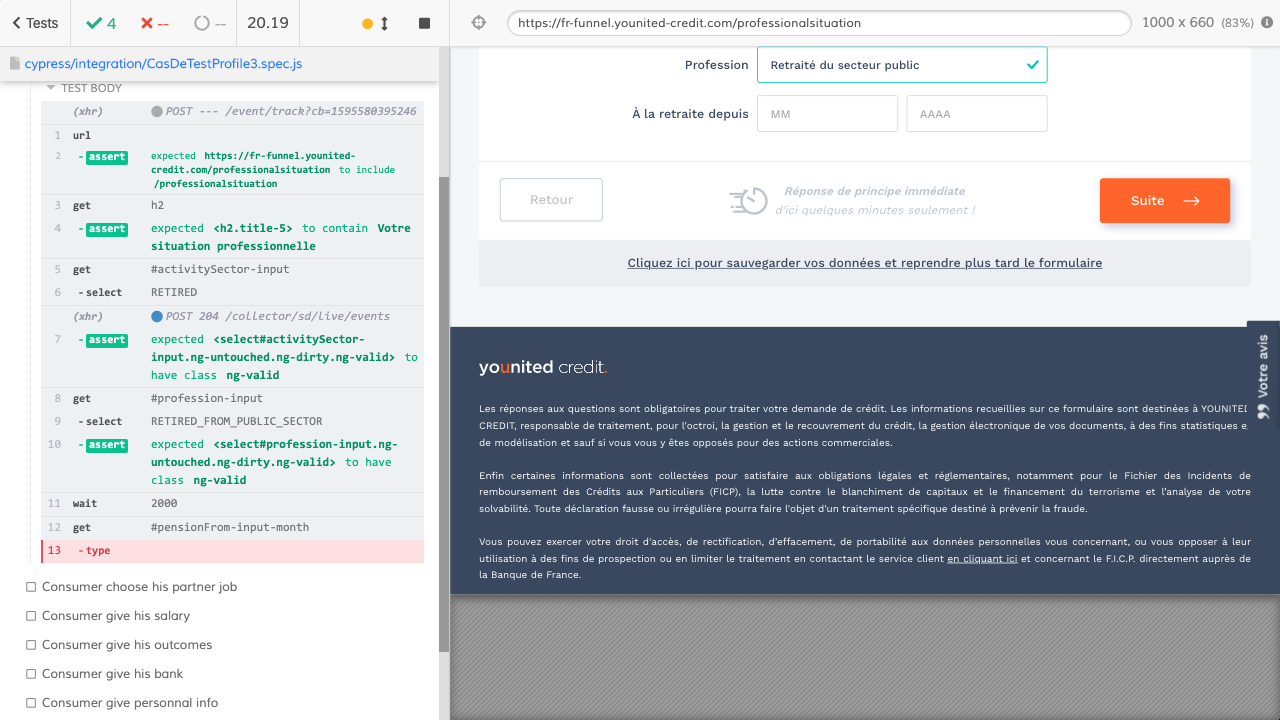 Tests
4
--
--
20.19
https://fr-funnel.younited-credit.com/professionalsituation
1000 x 660 (83%)
cypress/integration/CasDeTestProfile3.spec.js
TEST BODY
(xhr) POST --- /event/track?cb=1595580395246
1 url
2 - assert expected https://fr-funnel.younited-
credit.com/professionalsituation to include
/professionalsituation
3 get h2
4 - assert expected <h2.title-5> to contain Votre
situation professionnelle
5 get #activitySector-input
6 - select RETIRED
(xhr) POST 204 /collector/sd/live/events
7 - assert expected <select#activitySector-
input.ng-untouched.ng-dirty.ng-valid> to
have class ng-valid
8 get #profession-input
9 - select RETIRED_FROM_PUBLIC_SECTOR
10 - assert expected <select#profession-input.ng-
untouched.ng-dirty.ng-valid> to have
class ng-valid
11 wait 2000
12 get #pensionFrom-input-month
13 - type
Consumer choose his partner job
Consumer give his salary
Consumer give his outcomes
Consumer give his bank
Consumer give personnal info
Profession Retraité du secteur public
À la retraite depuis MM AAAA
Retour
Réponse de principe immédiate
d'ici quelques minutes seulement !
Suite
Cliquez ici pour sauvegarder vos données et reprendre plus tard le formulaire
Votre avis
younited credit.
Les réponses aux questions sont obligatoires pour traiter votre demande de crédit. Les informations recueillies sur ce formulaire sont destinées à YOUNITED
CREDIT, responsable de traitement, pour l'octroi, la gestion et le recouvrement du crédit, la gestion électronique de vos documents, à des fins statistiques e
de modélisation et sauf si vous vous y êtes opposés pour des actions commerciales.
Enfin certaines informations sont collectées pour satisfaire aux obligations légales et réglementaires, notamment pour le Fichier des Incidents de
remboursement des Crédits aux Particuliers (FICP), la lutte contre le blanchiment de capitaux et le financement du terrorisme et l'analyse de votre
solvabilité. Toute déclaration fausse ou irrégulière pourra faire l'objet d'un traitement spécifique destiné à prévenir la fraude.
Vous pouvez exercer votre droit d'accès, de rectification, d'effacement, de portabilité aux données personnelles vous concernant, ou vous opposer à leur
utilisation à des fins de prospection ou en limiter le traitement en contactant le service client en cliquant ici et concernant le F.I.C.P. directement auprès de
la Banque de France.